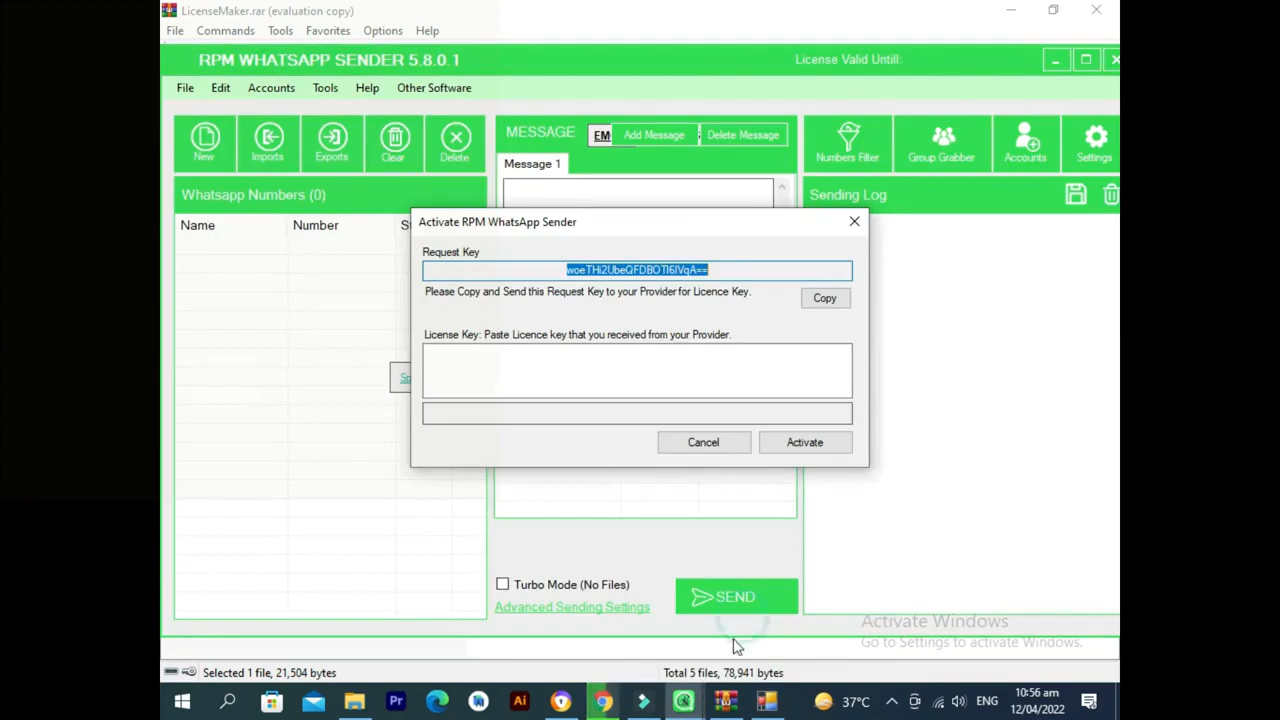 LicenseMaker.rar (evaluation copy)
File Commands Tools Favorites Options Help
RPM WHATSAPP SENDER 5.8.0.1
License Valid Untill:
File Edit Accounts Tools Help Other Software
New Imports Exports Clear Delete
MESSAGE EM Add Message Delete Message
Message 1
Numbers Filter Group Grabber Accounts Settings
Whatsapp Numbers (0)
Sending Log
Name Number
Activate RPM WhatsApp Sender
Request Key
woeTHi2UbeQFDBOTl6IVqA==
Please Copy and Send this Request Key to your Provider for Licence Key.
Copy
License Key: Paste Licence key that you received from your Provider.
Cancel Activate
Turbo Mode (No Files)
SEND
Advanced Sending Settings
Activate Windows
Go to Settings to activate Windows.
Selected 1 file, 21,504 bytes
Total 5 files, 78,941 bytes
Pr
Ai
37°C
ENG
10:56 am
12/04/2022